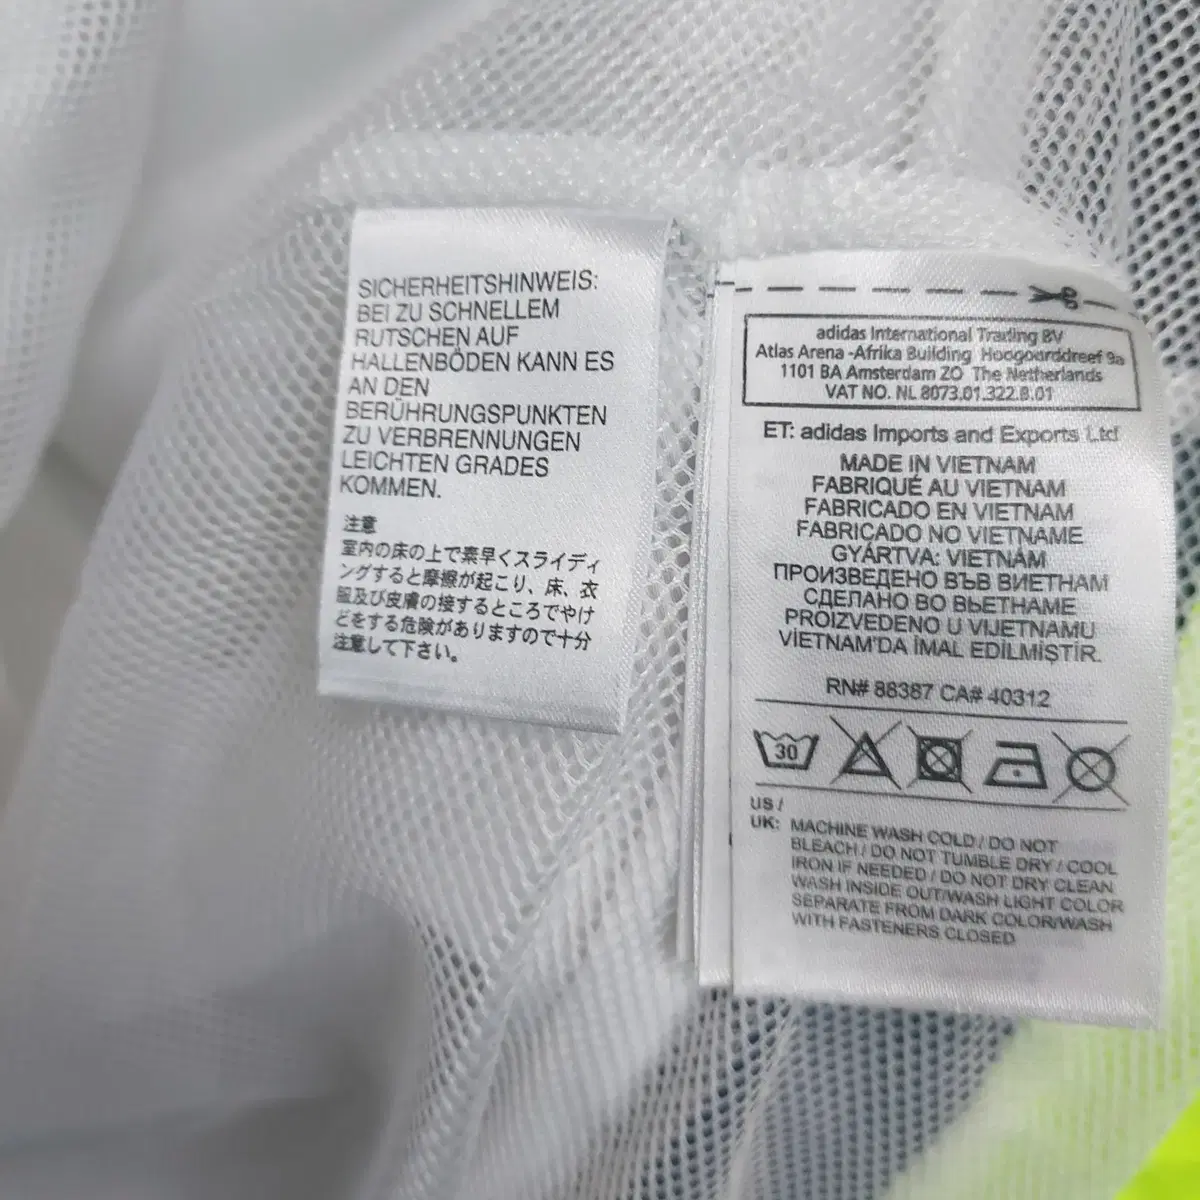 SICHERHEITSHINWEIS:
BEI ZU SCHNELLEM
RUTSCHEN AUF
HALLENBÖDEN KANN ES
AN DEN
BERÜHRUNGSPUNKTEN
ZU VERBRENNUNGEN
LEICHTEN GRADES
KOMMEN.
注意
室内の床の上で素早くスライディ
ングすると摩擦が起こり、床、衣
服及び皮膚の接するところでやけ
どをする危険がありますので十分
注意して下さい。
adidas International Trading BV
Atlas Arena -Afrika Building Hoogoorddreef 9a
1101 BA Amsterdam ZO The Netherlands
VAT NO. NL 8073.01.322.B.01
ET: adidas Imports and Exports Ltd
MADE IN VIETNAM
FABRIQUÉ AU VIETNAM
FABRICADO EN VIETNAM
FABRICADO NO VIETNAME
GYÁRTVA: VIETNÁM
ПРОИЗВЕДЕНО ВЪВ ВИЕТНАМ
СДЕЛАНО ВО ВЬЕТНАМЕ
PROIZVEDENO U VIJETNAMU
VİETNAM'DA İMAL EDİLMİŞTİR.
RN# 88387 CA# 40312
30
US /
UK: MACHINE WASH COLD / DO NOT
BLEACH / DO NOT TUMBLE DRY / COOL
IRON IF NEEDED / DO NOT DRY CLEAN
WASH INSIDE OUT/WASH LIGHT COLOR
SEPARATE FROM DARK COLOR/WASH
WITH FASTENERS CLOSED